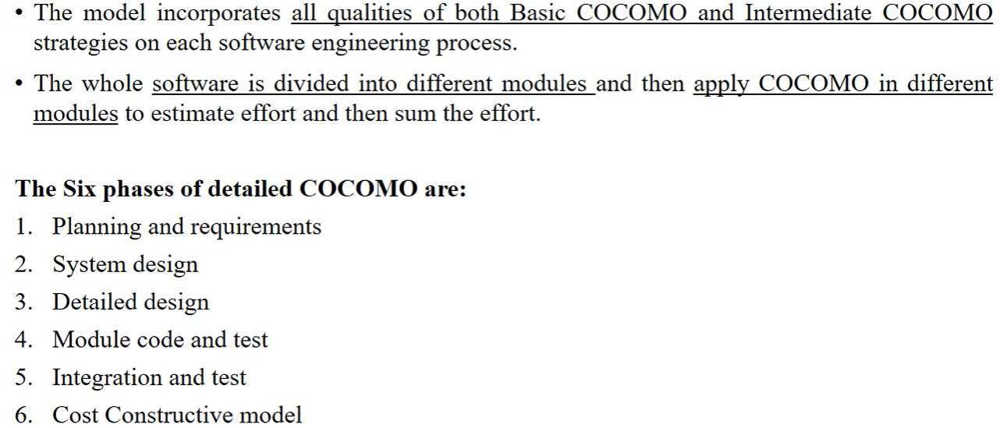 • The model incorporates all qualities of both Basic COCOMO and Intermediate COCOMO
strategies on each software engineering process.
• The whole software is divided into different modules and then apply COCOMO in different
modules to estimate effort and then sum the effort.
The Six phases of detailed COCOMO are:
1. Planning and requirements
2. System design
3. Detailed design
4. Module code and test
5. Integration and test
6. Cost Constructive model